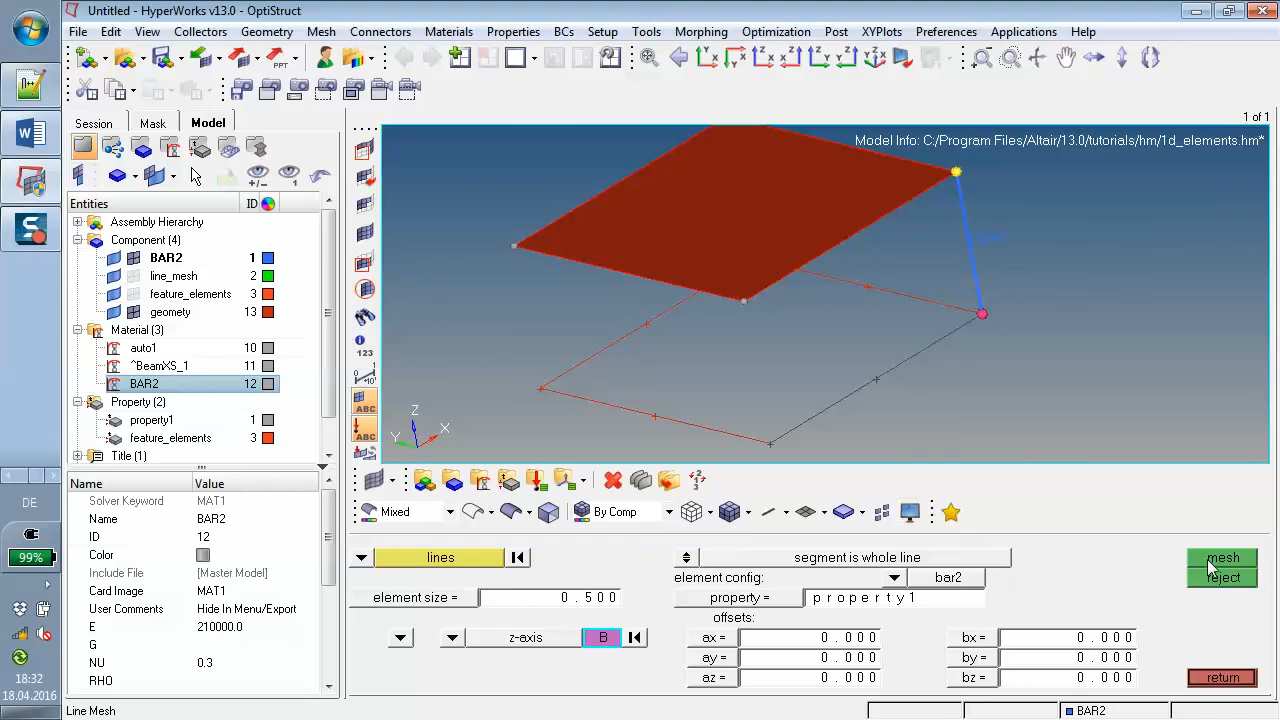 Untitled - HyperWorks v13.0 - OptiStruct
File Edit View Collectors Geometry Mesh Connectors Materials Properties BCs Setup Tools Morphing Optimization Post XYPlots Preferences Applications Help
PPT
Session Mask Model
1 of 1
Model Info: C:/Program Files/Altair/13.0/tutorials/hm/1d_elements.hm*
Entities ID
Assembly Hierarchy
Component (4)
BAR2 1
line_mesh 2
feature_elements 3
geomety 13
Material (3)
auto1 10
^BeamXS_1 11
BAR2 12
Property (2)
property1 1
feature_elements 3
Title (1)
123
ABC
ABC
Z
X
Y
Name Value
Solver Keyword MAT1
Name BAR2
ID 12
Color
Include File [Master Model]
Card Image MAT1
User Comments Hide In Menu/Export
E 210000.0
G
NU 0.3
RHO
Mixed
By Comp
lines
segment is whole line
mesh
element config: bar2
reject
element size = 0.500
property = property1
offsets:
z-axis B
ax = 0.000
bx = 0.000
ay = 0.000
by = 0.000
az = 0.000
bz = 0.000
return
Line Mesh
BAR2
DE
99%
18:32
18.04.2016